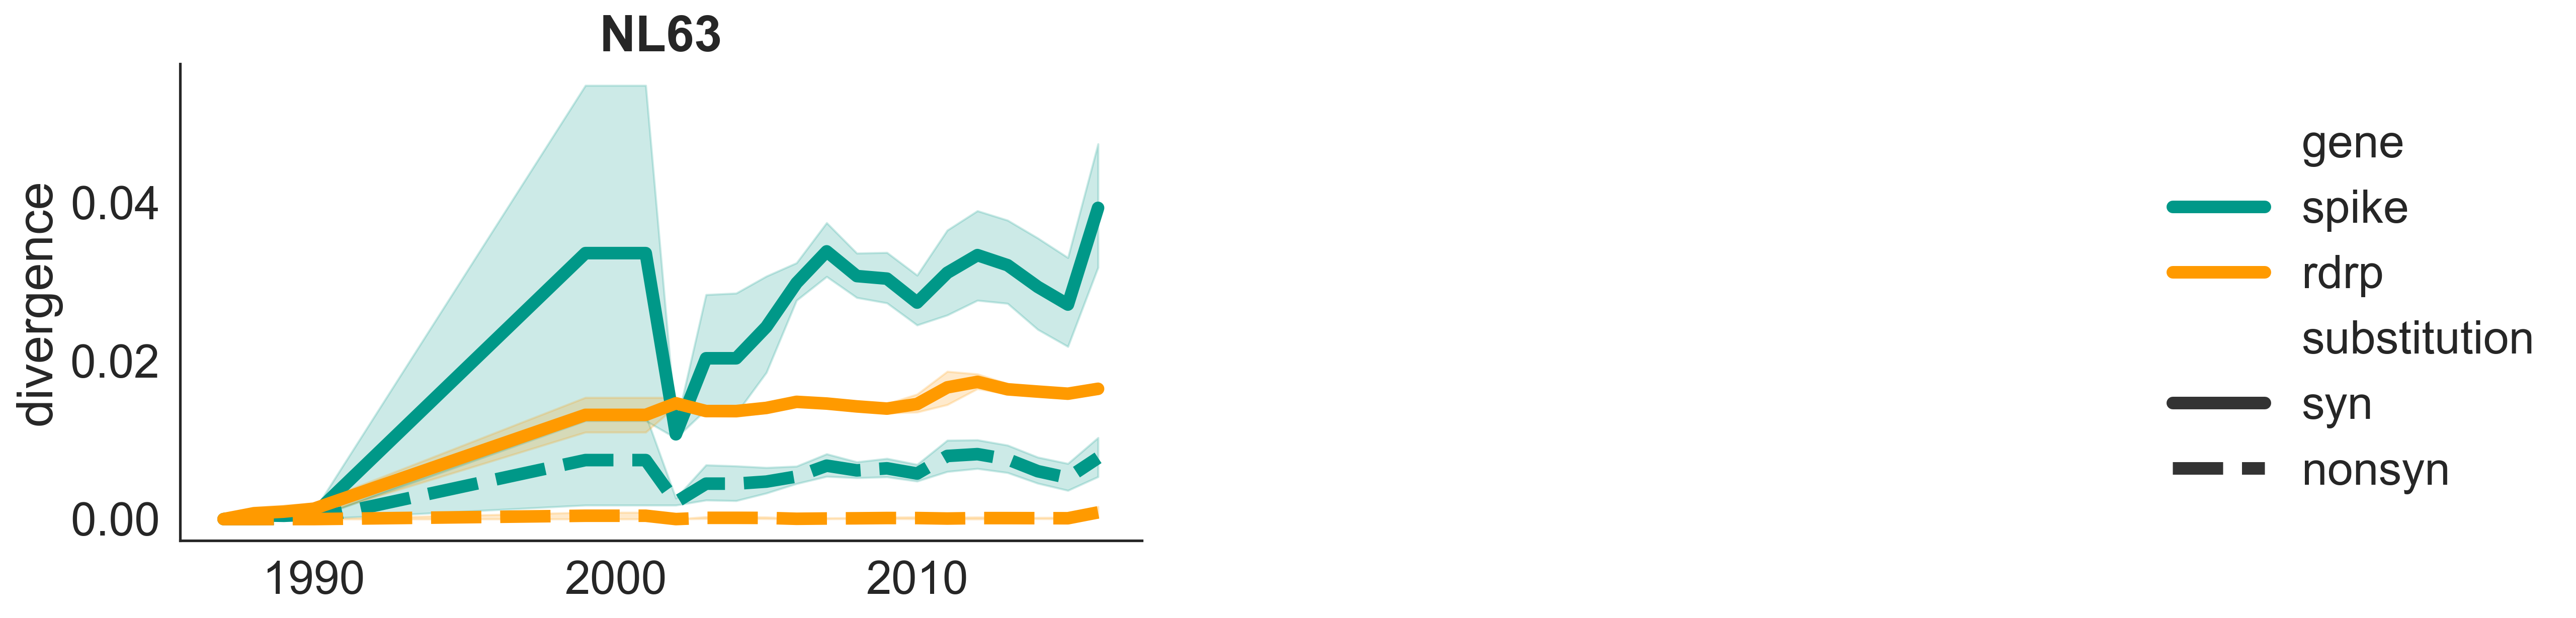 NL63
divergence
0.04
0.02
0.00
1990
2000
2010
gene
spike
rdrp
substitution
syn
nonsyn